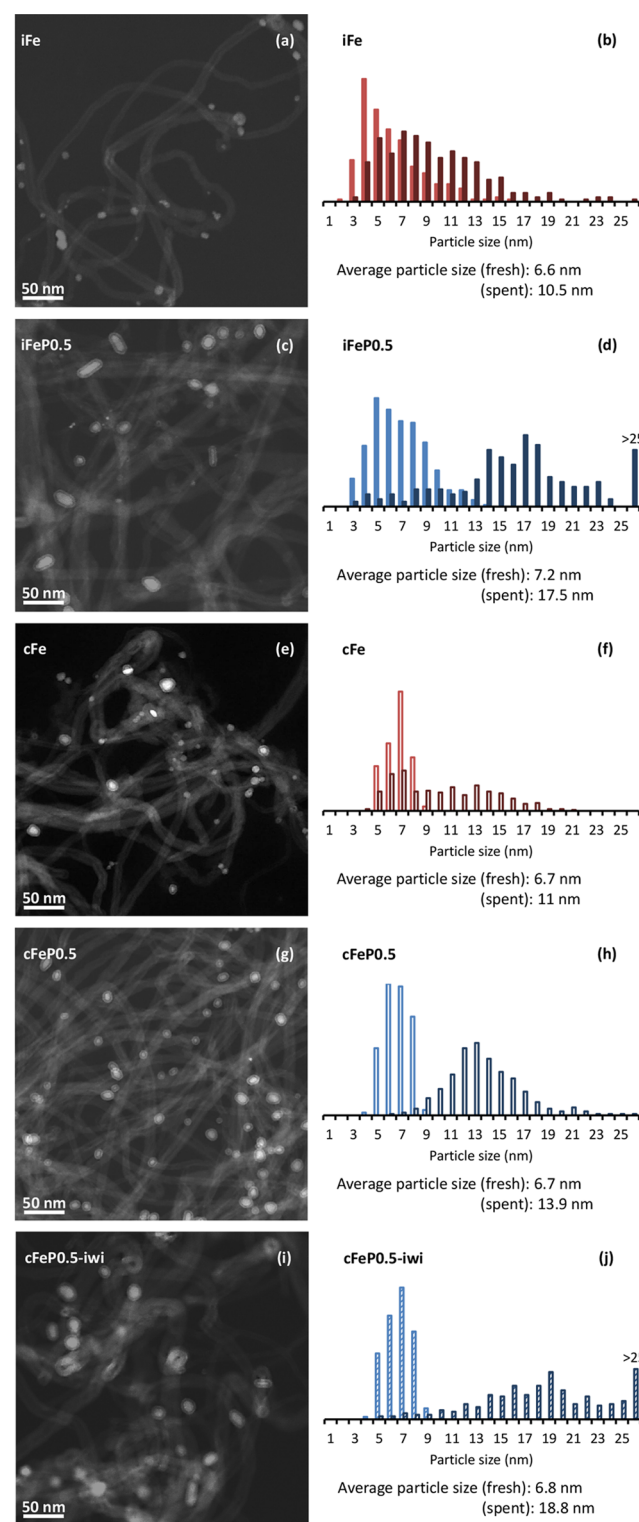 iFe (a)
50 nm
iFe (b)
1 3 5 7 9 11 13 15 17 19 21 23 25
Particle size (nm)
Average particle size (fresh): 6.6 nm
(spent): 10.5 nm
iFeP0.5 (c)
50 nm
iFeP0.5 (d)
>25
1 3 5 7 9 11 13 15 17 19 21 23 25
Particle size (nm)
Average particle size (fresh): 7.2 nm
(spent): 17.5 nm
cFe (e)
50 nm
cFe (f)
1 3 5 7 9 11 13 15 17 19 21 23 25
Particle size (nm)
Average particle size (fresh): 6.7 nm
(spent): 11 nm
cFeP0.5 (g)
50 nm
cFeP0.5 (h)
1 3 5 7 9 11 13 15 17 19 21 23 25
Particle size (nm)
Average particle size (fresh): 6.7 nm
(spent): 13.9 nm
cFeP0.5-iwi (i)
50 nm
cFeP0.5-iwi (j)
1 3 5 7 9 11 13 15 17 19 21 23 25
Particle size (nm)
Average particle size (fresh): 6.8 nm
(spent): 18.8 nm